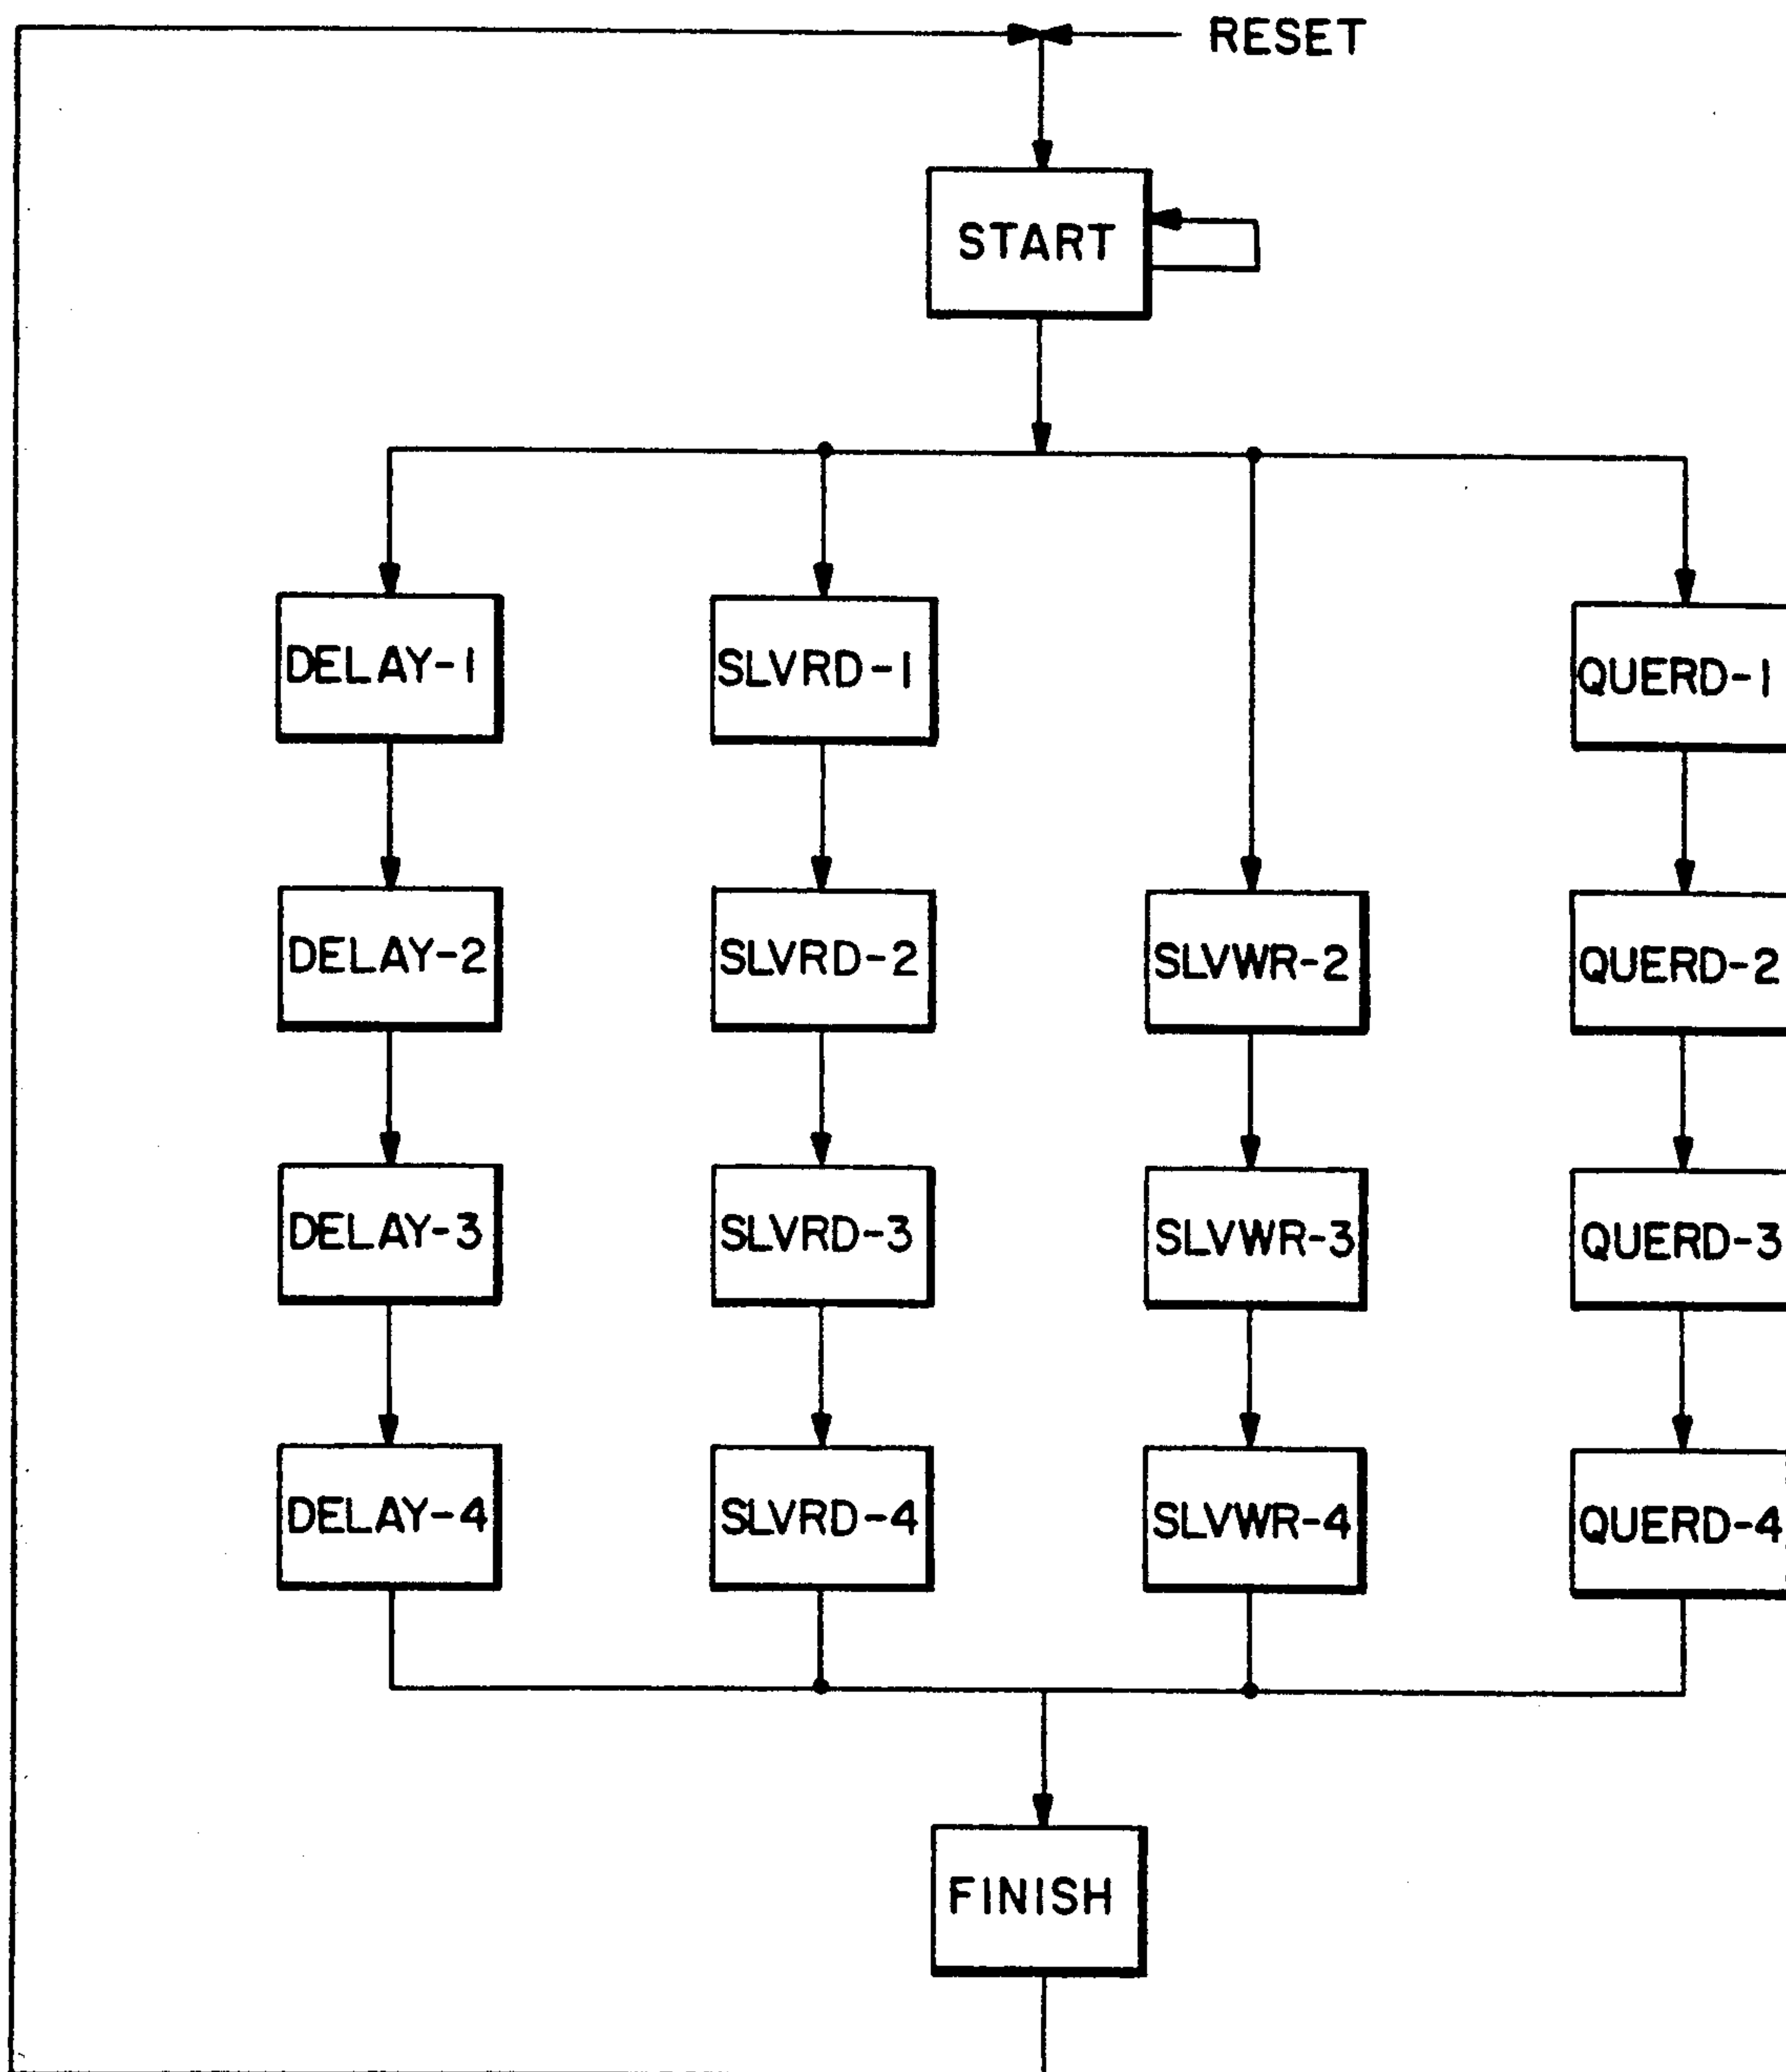 RESET
START
DELAY-1
SLVRD-1
QUERD-1
DELAY-2
SLVRD-2
SLVWR-2
QUERD-2
DELAY-3
SLVRD-3
SLVWR-3
QUERD-3
DELAY-4
SLVRD-4
SLVWR-4
QUERD-4
FINISH